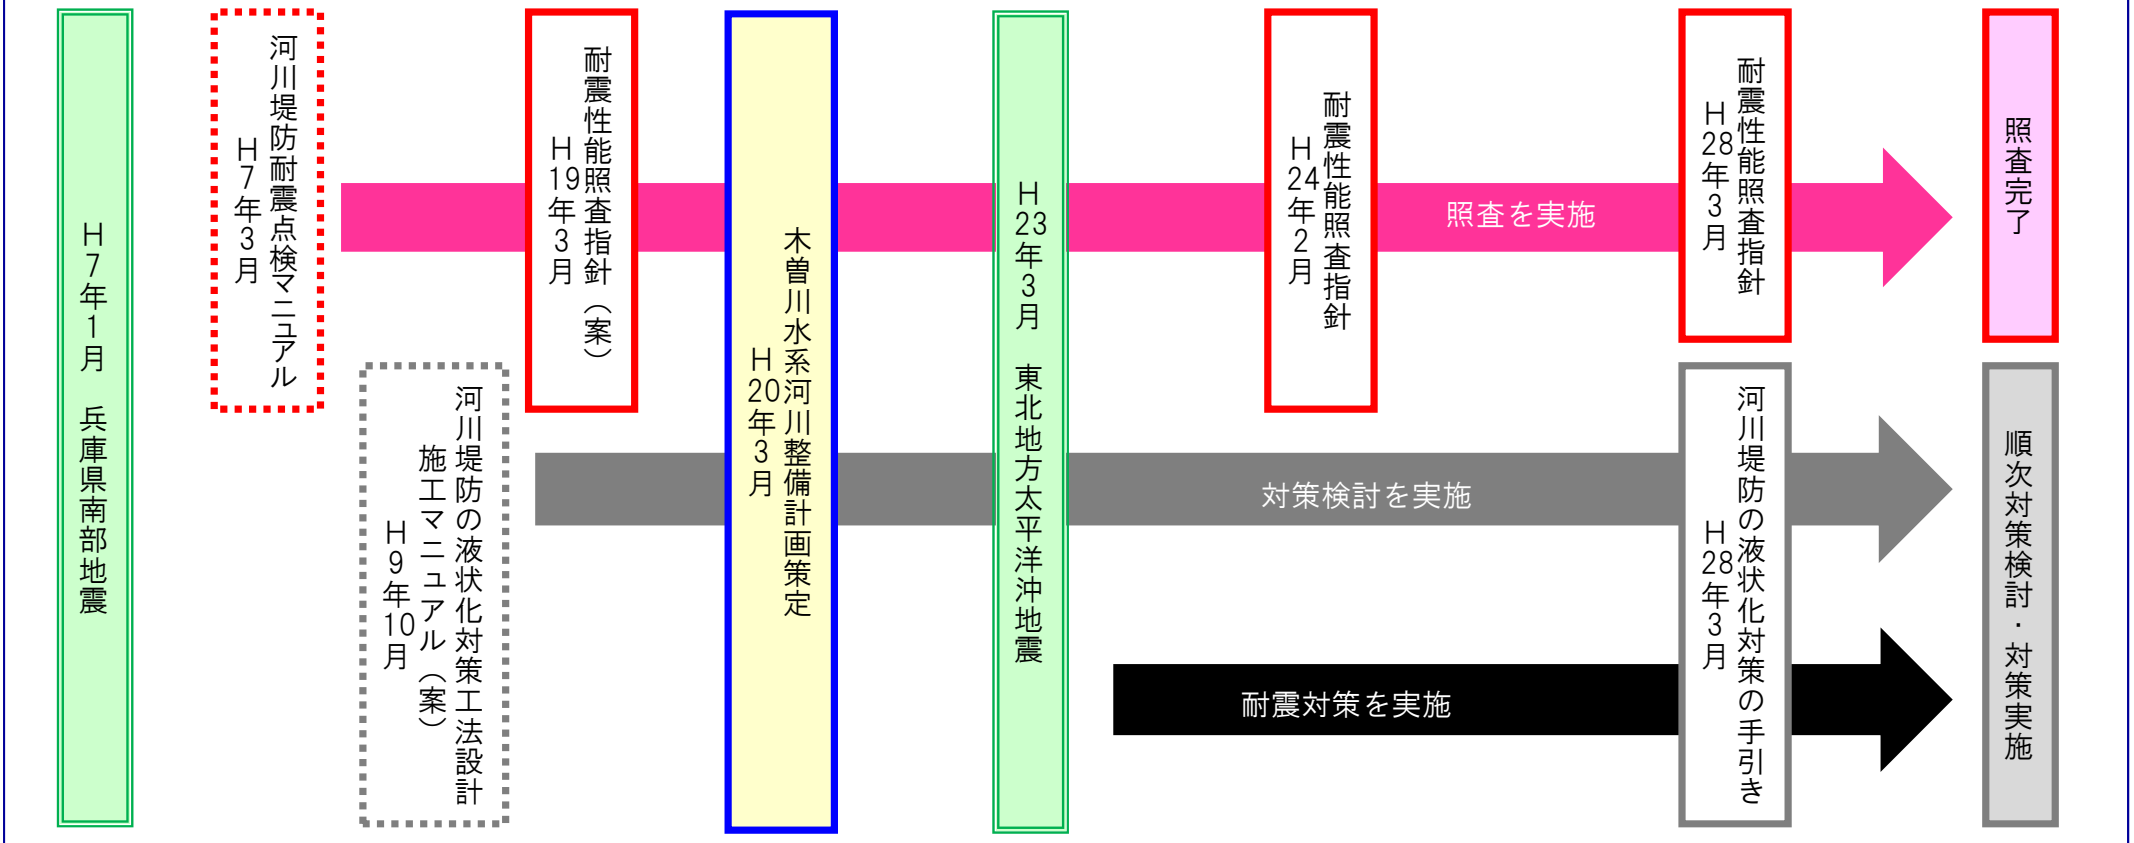 H7年1月　兵庫県南部地震
河川堤防耐震点検マニュアル
H7年3月
河川堤防の液状化対策工法設計
施工マニュアル（案）
H9年10月
耐震性能照査指針（案）
H19年3月
木曽川水系河川整備計画策定
H20年3月
H23年3月　東北地方太平洋沖地震
耐震性能照査指針
H24年2月
照査を実施
対策検討を実施
耐震対策を実施
耐震性能照査指針
H28年3月
河川堤防の液状化対策の手引き
H28年3月
照査完了
順次対策検討・対策実施